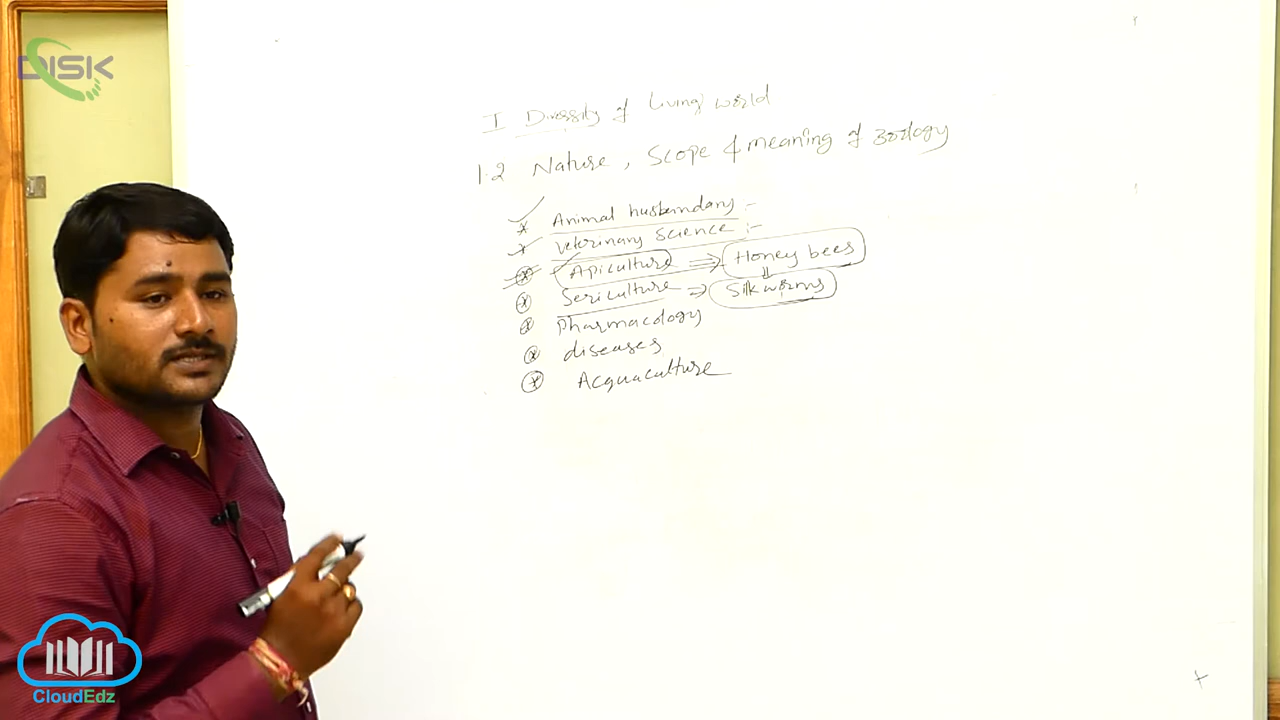 DISK
I Diversity of Living world
1.2 Nature, Scope & meaning of zoology
Animal husbandary :-
Veterinary Science :-
Apiculture ⇒ Honey bees
Sericulture ⇒ Silk worms
Pharmacology
diseases
Acquaculture
CloudEdz